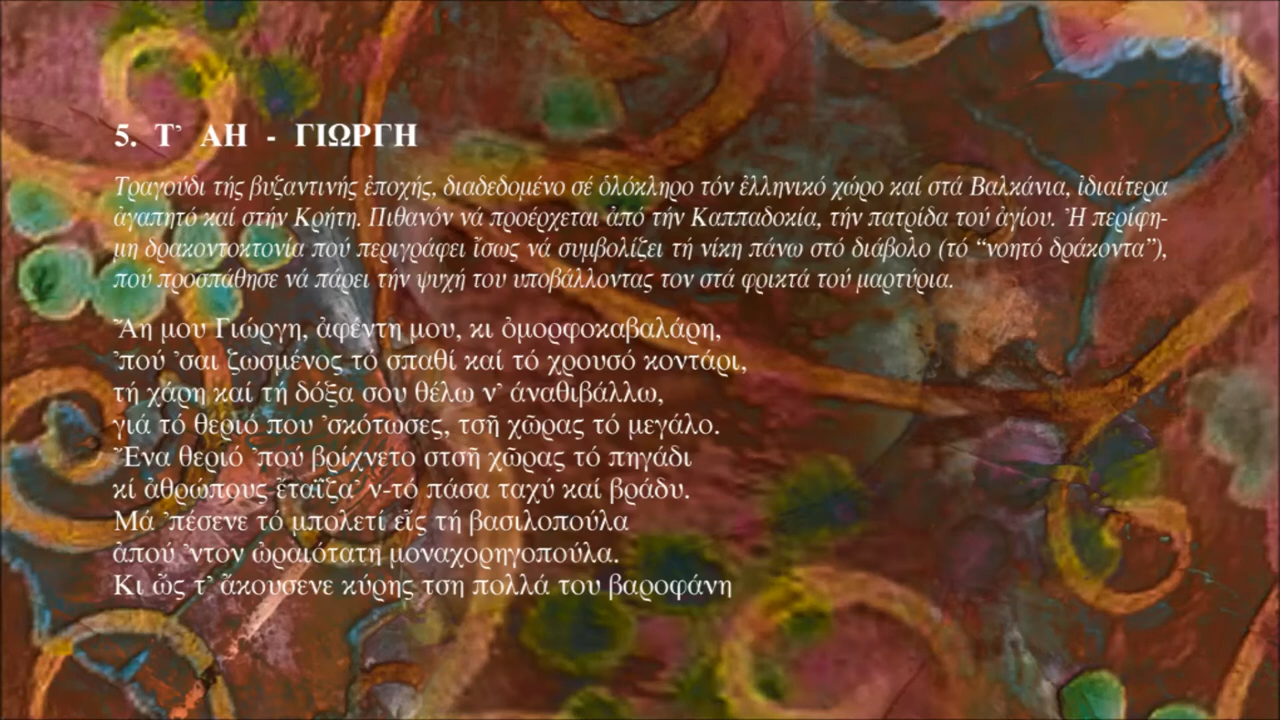 5. Τ’ ΑΗ - ΓΙΩΡΓΗ
Τραγούδι τής βυζαντινής ἐποχής, διαδεδομένο σέ ὁλόκληρο τόν ἑλληνικό χώρο καί στά Βαλκάνια, ἰδιαίτερα
ἀγαπητό καί στήν Κρήτη. Πιθανόν νά προέρχεται ἀπό τήν Καππαδοκία, τήν πατρίδα τού ἁγίου. Ἡ περίφη-
μη δρακοντοκτονία πού περιγράφει ἴσως νά συμβολίζει τή νίκη πάνω στό διάβολο (τό “νοητό δράκοντα”),
πού προσπάθησε νά πάρει τήν ψυχή του υποβάλλοντας τον στά φρικτά τού μαρτύρια.
Ἄη μου Γιώργη, ἀφέντη μου, κι ὀμορφοκαβαλάρη,
’πού ’σαι ζωσμένος τό σπαθί καί τό χρουσό κοντάρι,
τή χάρη καί τή δόξα σου θέλω ν’ ἀναθιβάλλω,
γιά τό θεριό που ’σκότωσες, τσῆ χῶρας τό μεγάλο.
Ἕνα θεριό ’πού βρίχνετο στσῆ χῶρας τό πηγάδι
κί ἀθρώπους ἔταΐζα’ ν-τό πάσα ταχύ καί βράδυ.
Μά ’πέσενε τό μπολετί εἰς τή βασιλοπούλα
ἀπού ’ντον ὡραιότατη μοναχορηγοπούλα.
Κι ὥς τ’ ἄκουσενε κύρης τση πολλά του βαροφάνη